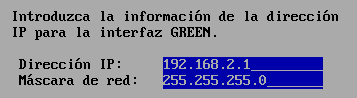 Introduzca la información de la dirección
IP para la interfaz GREEN.
Dirección IP: 192.168.2.1
Máscara de red: 255.255.255.0